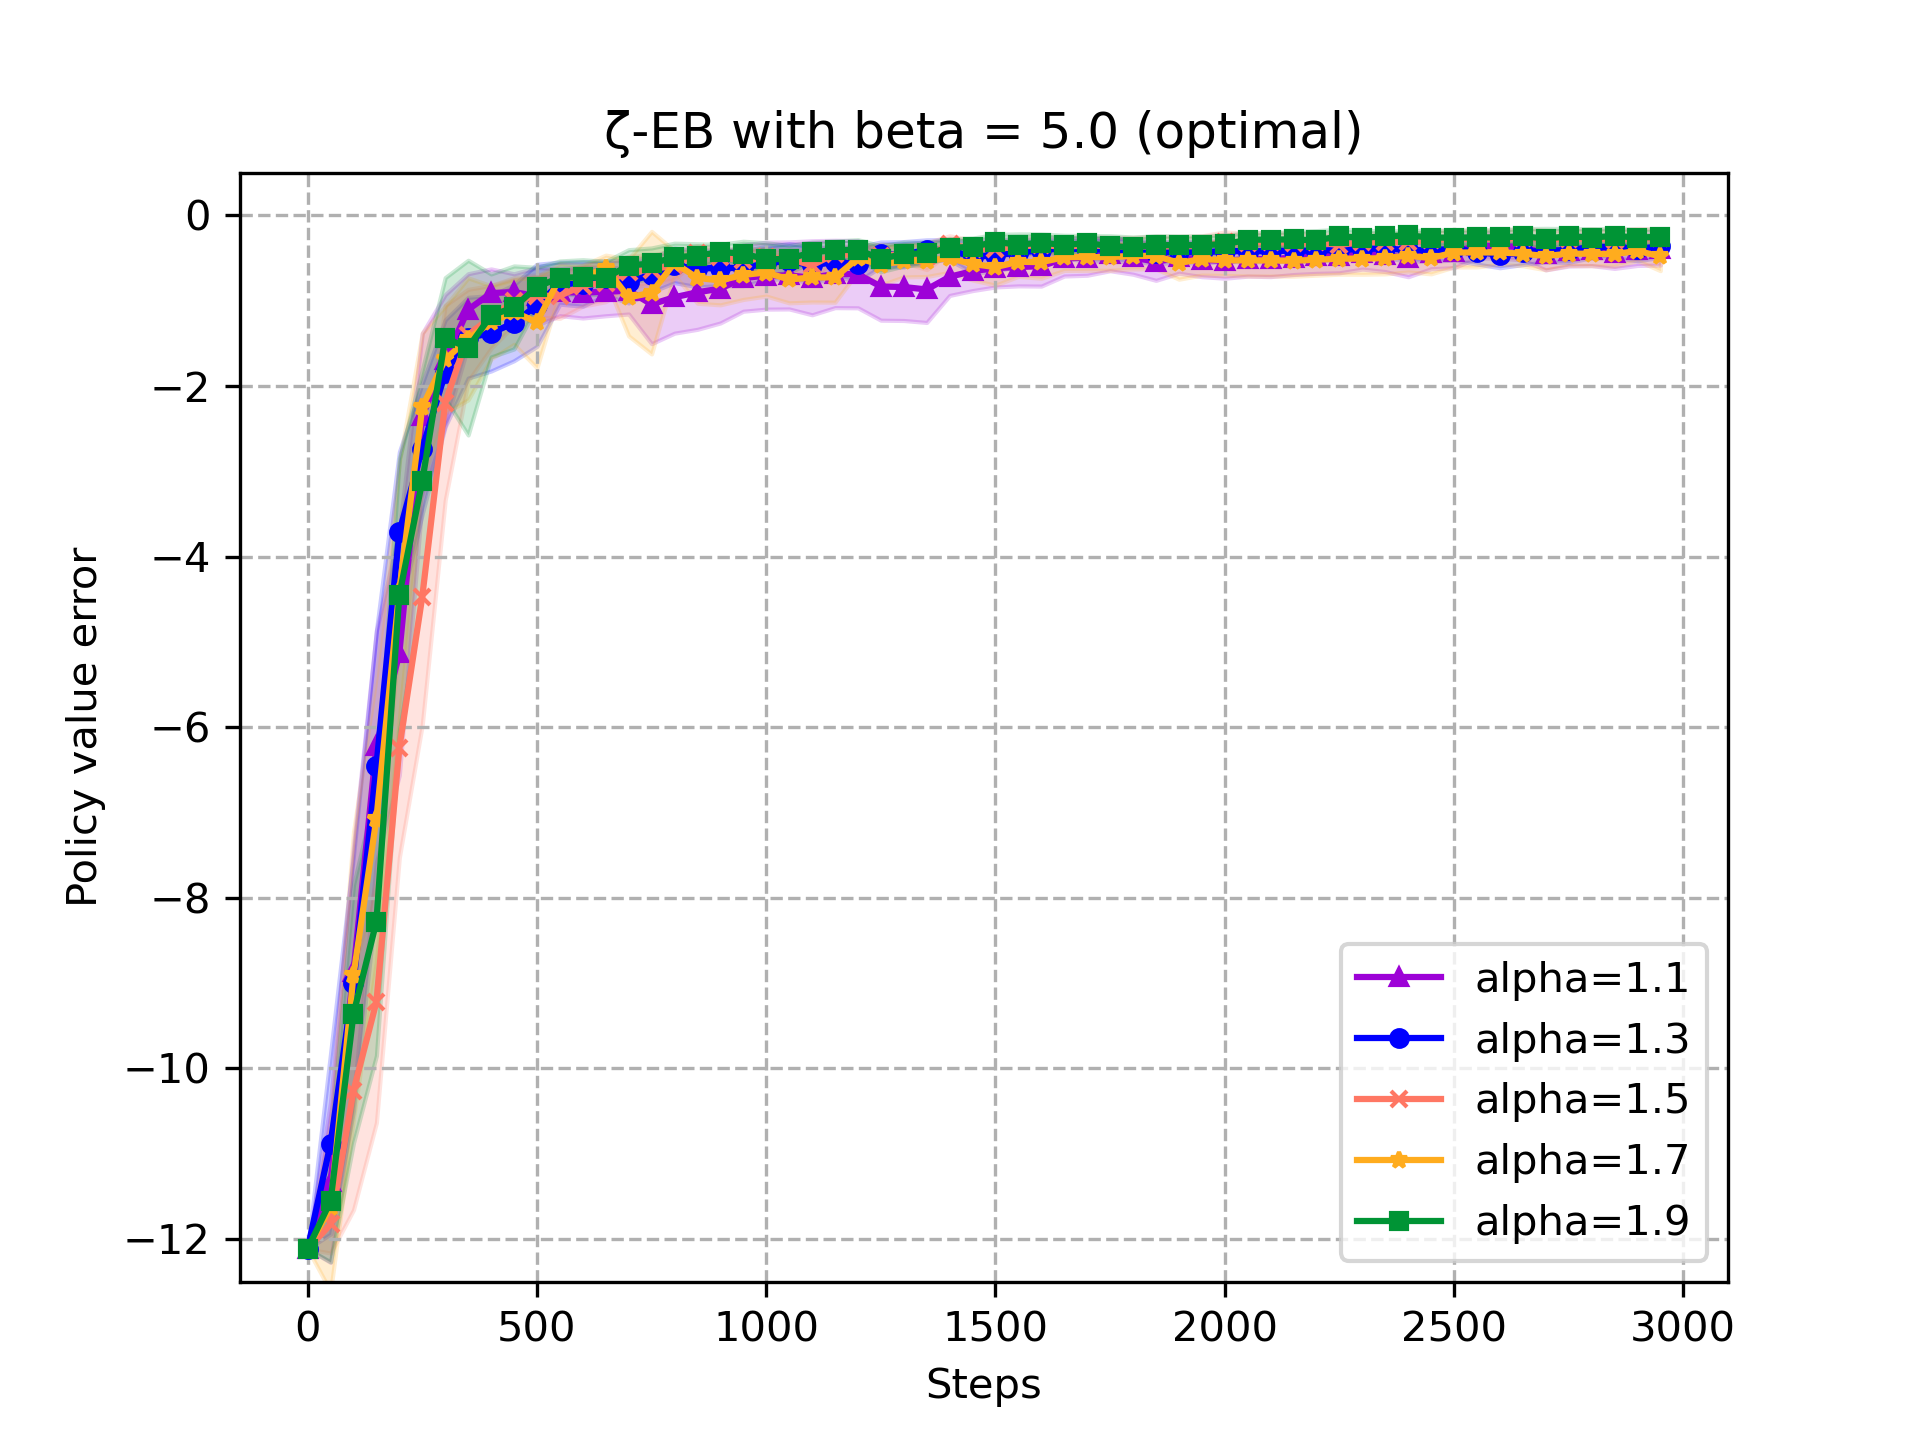 ζ-EB with beta = 5.0 (optimal)
0
−2
−4
−6
−8
−10
−12
Policy value error
0 500 1000 1500 2000 2500 3000
Steps
alpha=1.1
alpha=1.3
alpha=1.5
alpha=1.7
alpha=1.9